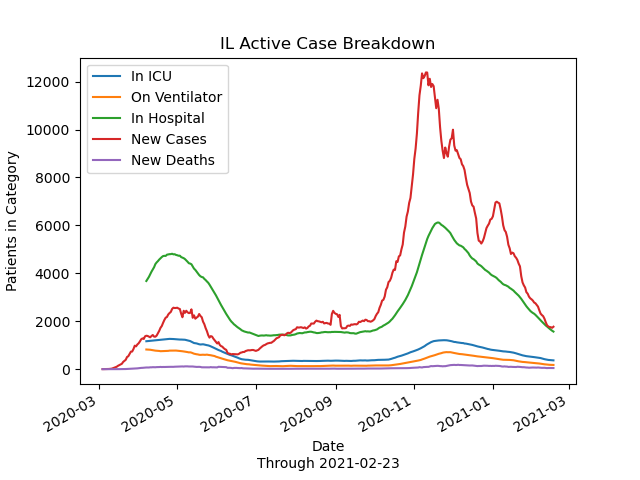 IL Active Case Breakdown
In ICU
On Ventilator
In Hospital
New Cases
New Deaths
12000
10000
8000
6000
4000
2000
0
Patients in Category
2020-03
2020-05
2020-07
2020-09
2020-11
2021-01
2021-03
Date
Through 2021-02-23